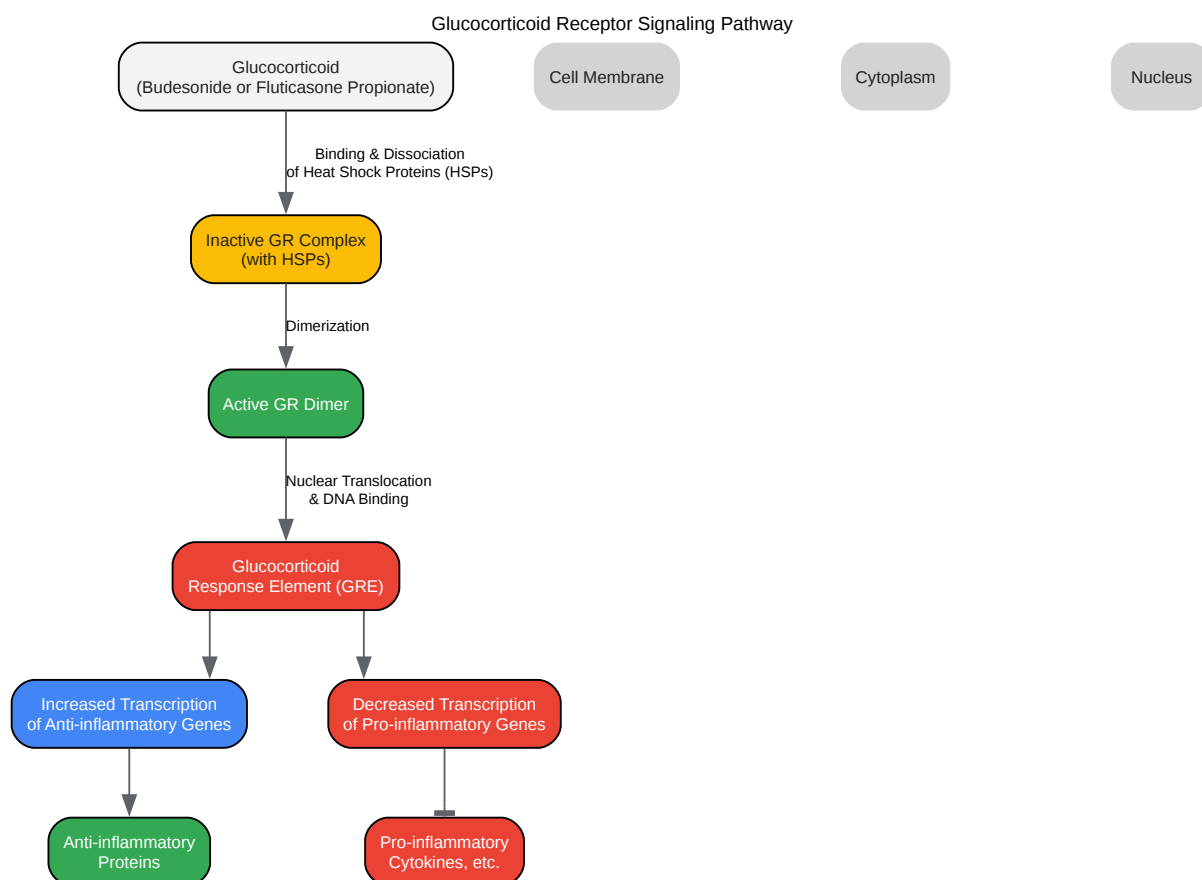 Glucocorticoid Receptor Signaling Pathway
Glucocorticoid
(Budesonide or Fluticasone Propionate)
Cell Membrane
Cytoplasm
Nucleus
Binding & Dissociation
of Heat Shock Proteins (HSPs)
Inactive GR Complex
(with HSPs)
Dimerization
Active GR Dimer
Nuclear Translocation
& DNA Binding
Glucocorticoid
Response Element (GRE)
Increased Transcription
of Anti-inflammatory Genes
Decreased Transcription
of Pro-inflammatory Genes
Anti-inflammatory
Proteins
Pro-inflammatory
Cytokines, etc.